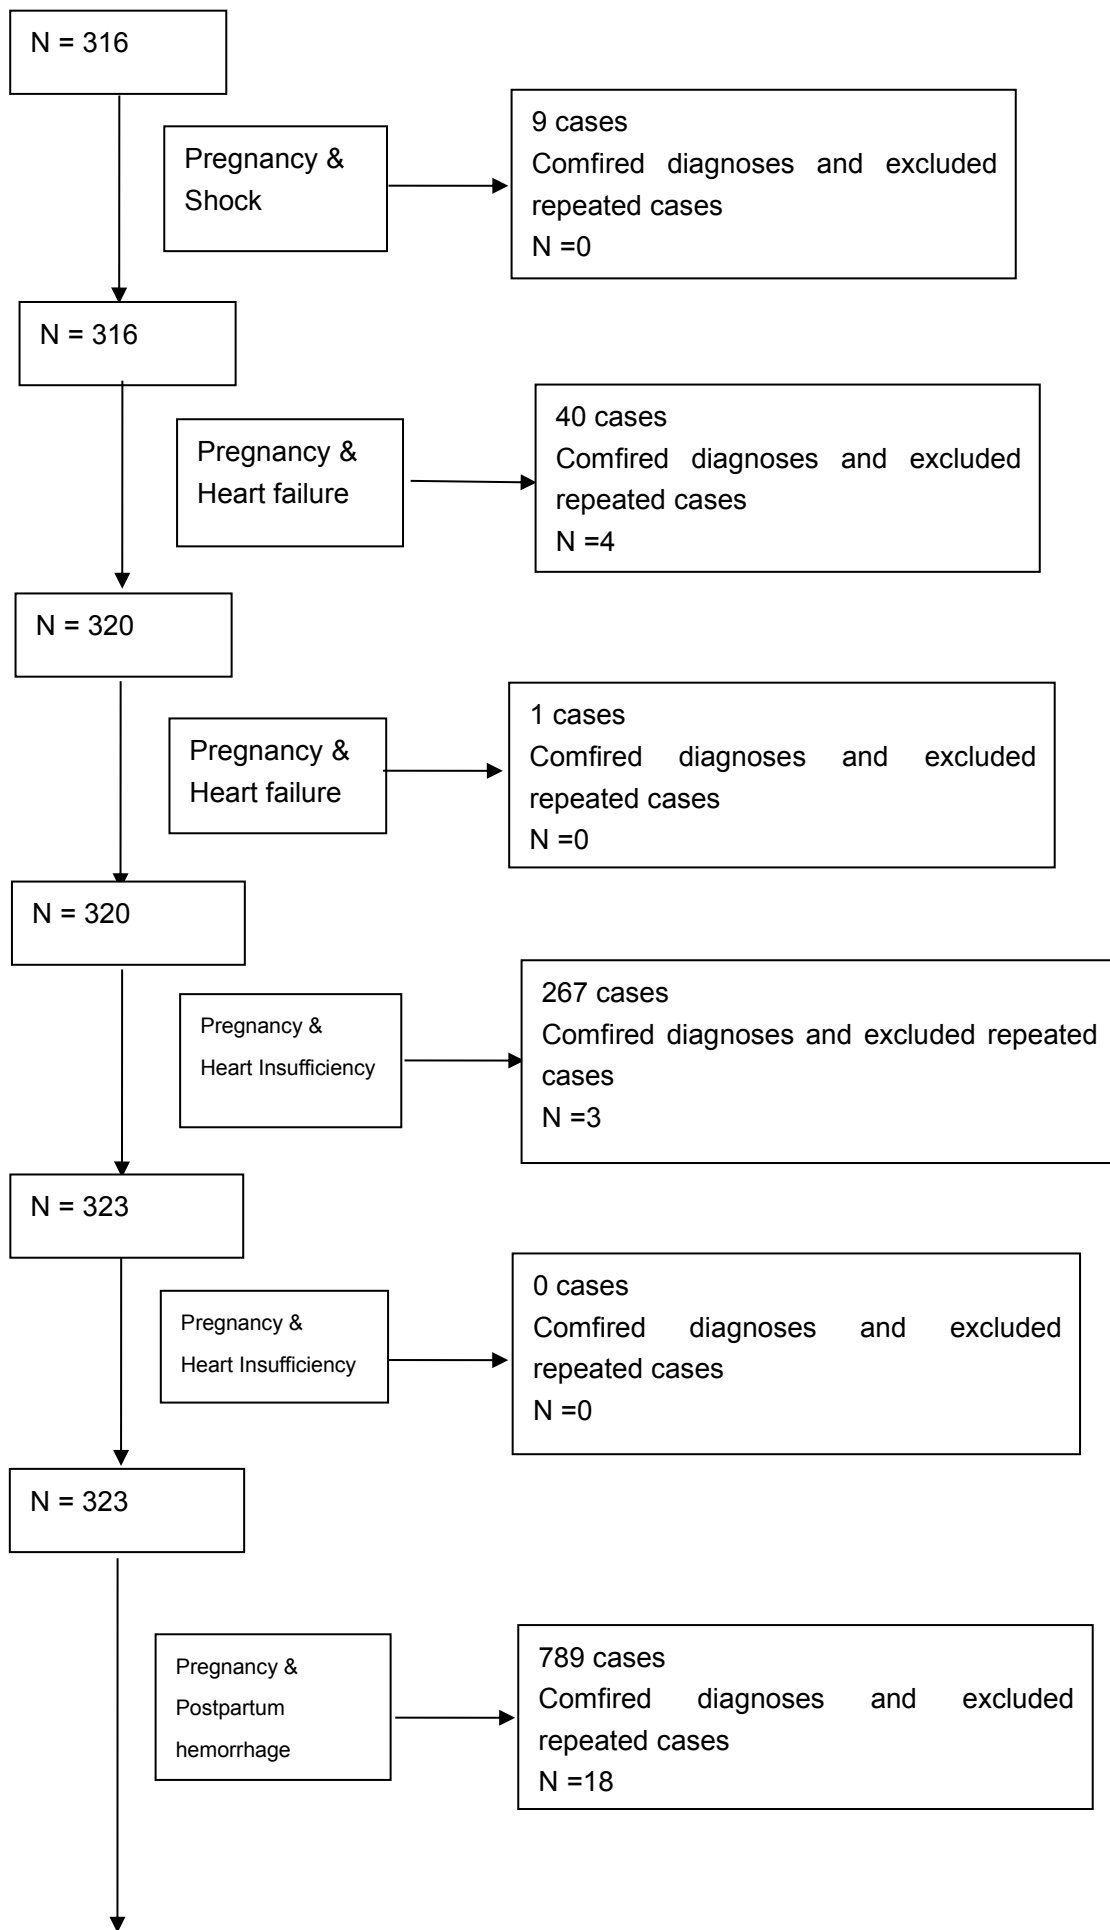 N = 316
Pregnancy &
Shock
9 cases
Comfired diagnoses and excluded
repeated cases
N =0
N = 316
Pregnancy &
Heart failure
40 cases
Comfired diagnoses and excluded
repeated cases
N =4
N = 320
Pregnancy &
Heart failure
1 cases
Comfired diagnoses and excluded
repeated cases
N =0
N = 320
Pregnancy &
Heart Insufficiency
267 cases
Comfired diagnoses and excluded repeated
cases
N =3
N = 323
Pregnancy &
Heart Insufficiency
0 cases
Comfired diagnoses and excluded
repeated cases
N =0
N = 323
Pregnancy &
Postpartum
hemorrhage
789 cases
Comfired diagnoses and excluded
repeated cases
N =18